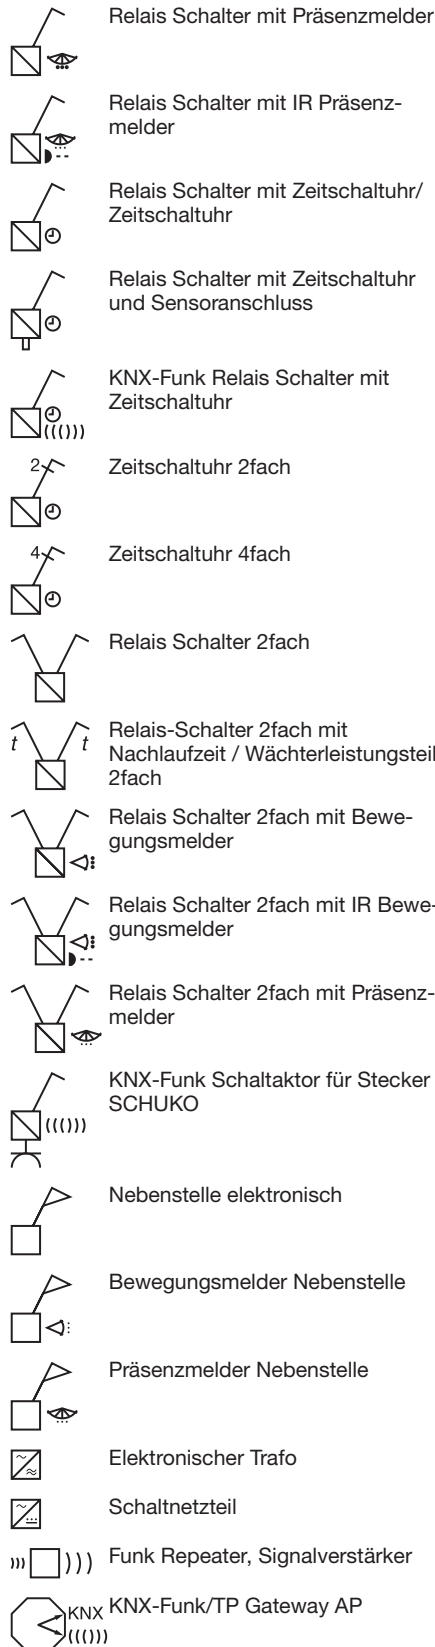 Relais Schalter mit Präsenzmelder
Relais Schalter mit IR Präsenz-
melder
Relais Schalter mit Zeitschaltuhr/
Zeitschaltuhr
Relais Schalter mit Zeitschaltuhr
und Sensoranschluss
KNX-Funk Relais Schalter mit
Zeitschaltuhr
2
Zeitschaltuhr 2fach
4
Zeitschaltuhr 4fach
Relais Schalter 2fach
t t
Relais-Schalter 2fach mit
Nachlaufzeit / Wächterleistungsteil
2fach
Relais Schalter 2fach mit Bewe-
gungsmelder
Relais Schalter 2fach mit IR Bewe-
gungsmelder
Relais Schalter 2fach mit Präsenz-
melder
KNX-Funk Schaltaktor für Stecker
SCHUKO
Nebenstelle elektronisch
Bewegungsmelder Nebenstelle
Präsenzmelder Nebenstelle
Elektronischer Trafo
Schaltnetzteil
Funk Repeater, Signalverstärker
KNX
KNX-Funk/TP Gateway AP